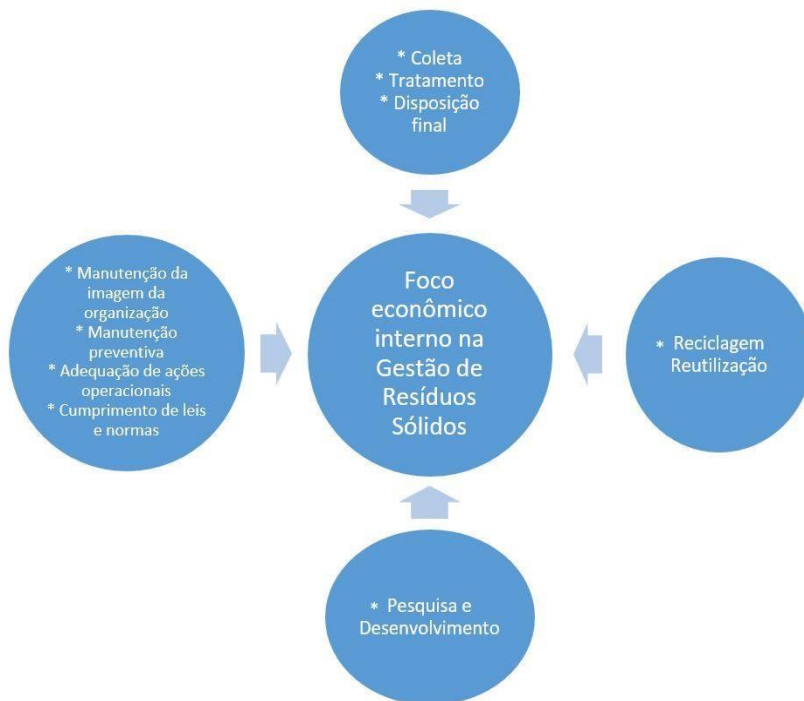 * Coleta
* Tratamento
* Disposição
final
* Manutenção da
imagem da
organização
* Manutenção
preventiva
* Adequação de ações
operacionais
* Cumprimento de leis
e normas
Foco
econômico
interno na
Gestão de
Resíduos
Sólidos
* Reciclagem
Reutilização
* Pesquisa e
Desenvolvimento